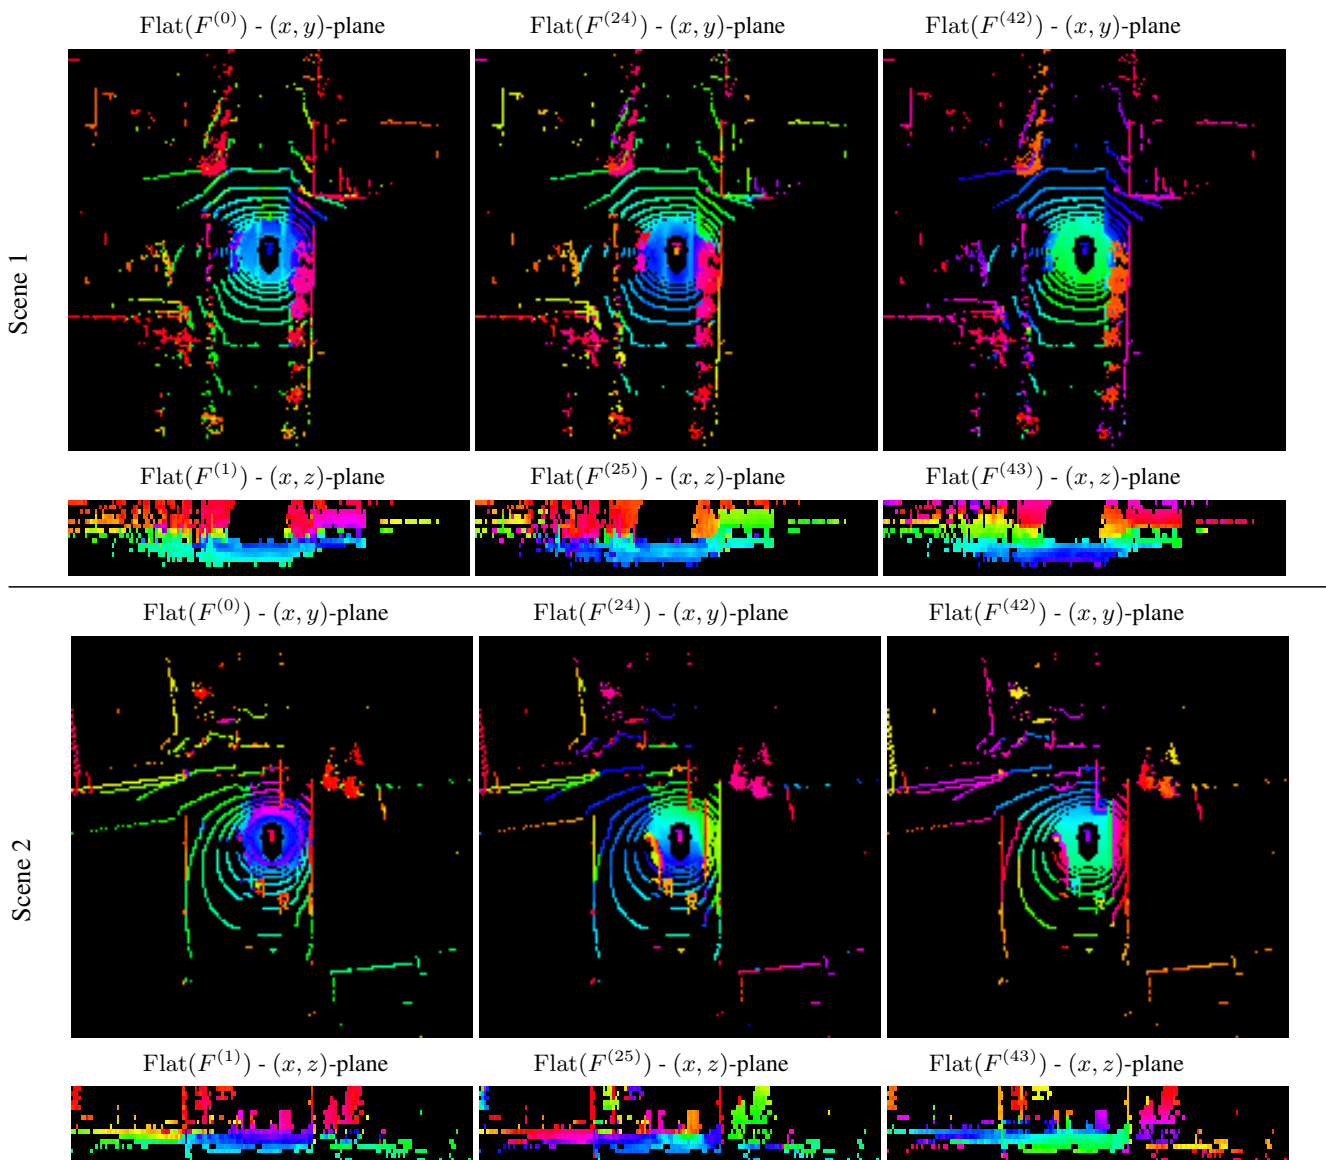 Flat(F^{(0)}) - (x, y)-plane Flat(F^{(24)}) - (x, y)-plane Flat(F^{(42)}) - (x, y)-plane
Scene 1
Flat(F^{(1)}) - (x, z)-plane Flat(F^{(25)}) - (x, z)-plane Flat(F^{(43)}) - (x, z)-plane
Flat(F^{(0)}) - (x, y)-plane Flat(F^{(24)}) - (x, y)-plane Flat(F^{(42)}) - (x, y)-plane
Scene 2
Flat(F^{(1)}) - (x, z)-plane Flat(F^{(25)}) - (x, z)-plane Flat(F^{(43)}) - (x, z)-plane